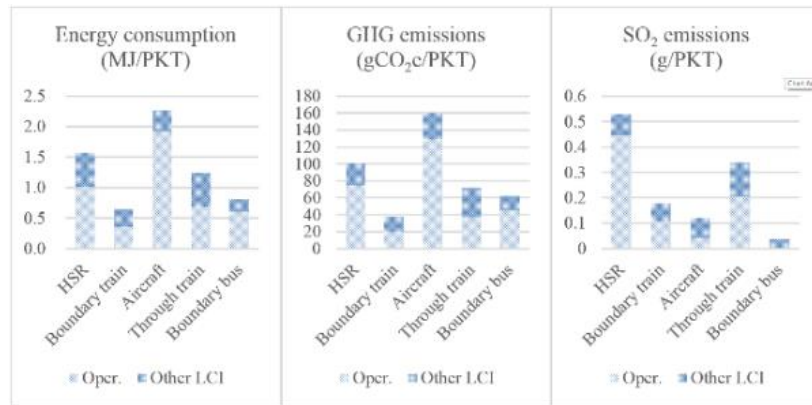 Energy consumption
(MJ/PKT)
2.5
2.0
1.5
1.0
0.5
0.0
HSR
Boundary train
Aircraft
Through train
Boundary bus
Oper.
Other LCI
GHG emissions
(gCO₂e/PKT)
180
160
140
120
100
80
60
40
20
0
HSR
Boundary train
Aircraft
Through train
Boundary bus
Oper.
Other LCI
SO₂ emissions
(g/PKT)
0.6
0.5
0.4
0.3
0.2
0.1
0
HSR
Boundary train
Aircraft
Through train
Boundary bus
Oper.
Other LCI